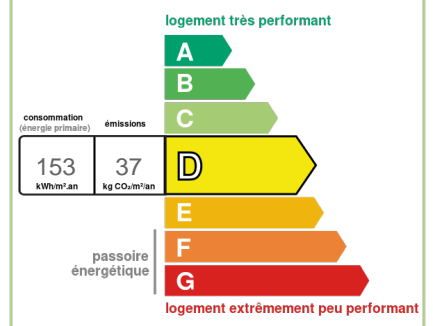 logement très performant
A
B
C
consommation
(énergie primaire)
émissions
153
kWh/m².an
37
kg CO₂/m²/an
D
E
F
G
passoire
énergétique
logement extrêmement peu performant